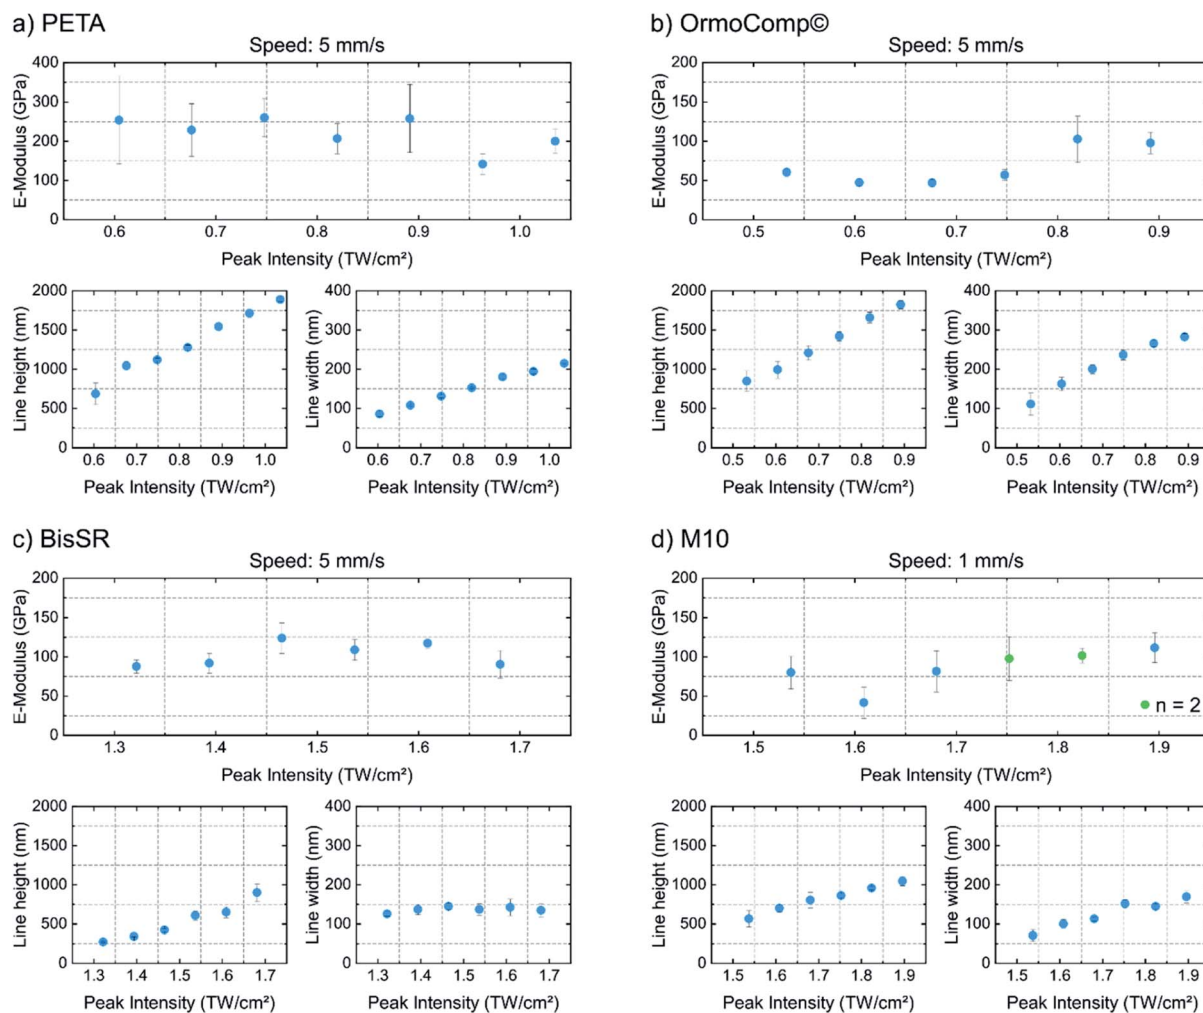 a) PETA
Speed: 5 mm/s
E-Modulus (GPa)
400
300
200
100
0
0.6 0.7 0.8 0.9 1.0
Peak Intensity (TW/cm²)
Line height (nm)
2000
1500
1000
500
0
0.6 0.7 0.8 0.9 1.0
Peak Intensity (TW/cm²)
Line width (nm)
400
300
200
100
0
0.6 0.7 0.8 0.9 1.0
Peak Intensity (TW/cm²)
b) OrmoComp©
Speed: 5 mm/s
E-Modulus (GPa)
200
150
100
50
0
0.5 0.6 0.7 0.8 0.9
Peak Intensity (TW/cm²)
Line height (nm)
2000
1500
1000
500
0
0.5 0.6 0.7 0.8 0.9
Peak Intensity (TW/cm²)
Line width (nm)
400
300
200
100
0
0.5 0.6 0.7 0.8 0.9
Peak Intensity (TW/cm²)
c) BisSR
Speed: 5 mm/s
E-Modulus (GPa)
200
150
100
50
0
1.3 1.4 1.5 1.6 1.7
Peak Intensity (TW/cm²)
Line height (nm)
2000
1500
1000
500
0
1.3 1.4 1.5 1.6 1.7
Peak Intensity (TW/cm²)
Line width (nm)
400
300
200
100
0
1.3 1.4 1.5 1.6 1.7
Peak Intensity (TW/cm²)
d) M10
Speed: 1 mm/s
E-Modulus (GPa)
200
150
100
50
0
n = 2
1.5 1.6 1.7 1.8 1.9
Peak Intensity (TW/cm²)
Line height (nm)
2000
1500
1000
500
0
1.5 1.6 1.7 1.8 1.9
Peak Intensity (TW/cm²)
Line width (nm)
400
300
200
100
0
1.5 1.6 1.7 1.8 1.9
Peak Intensity (TW/cm²)